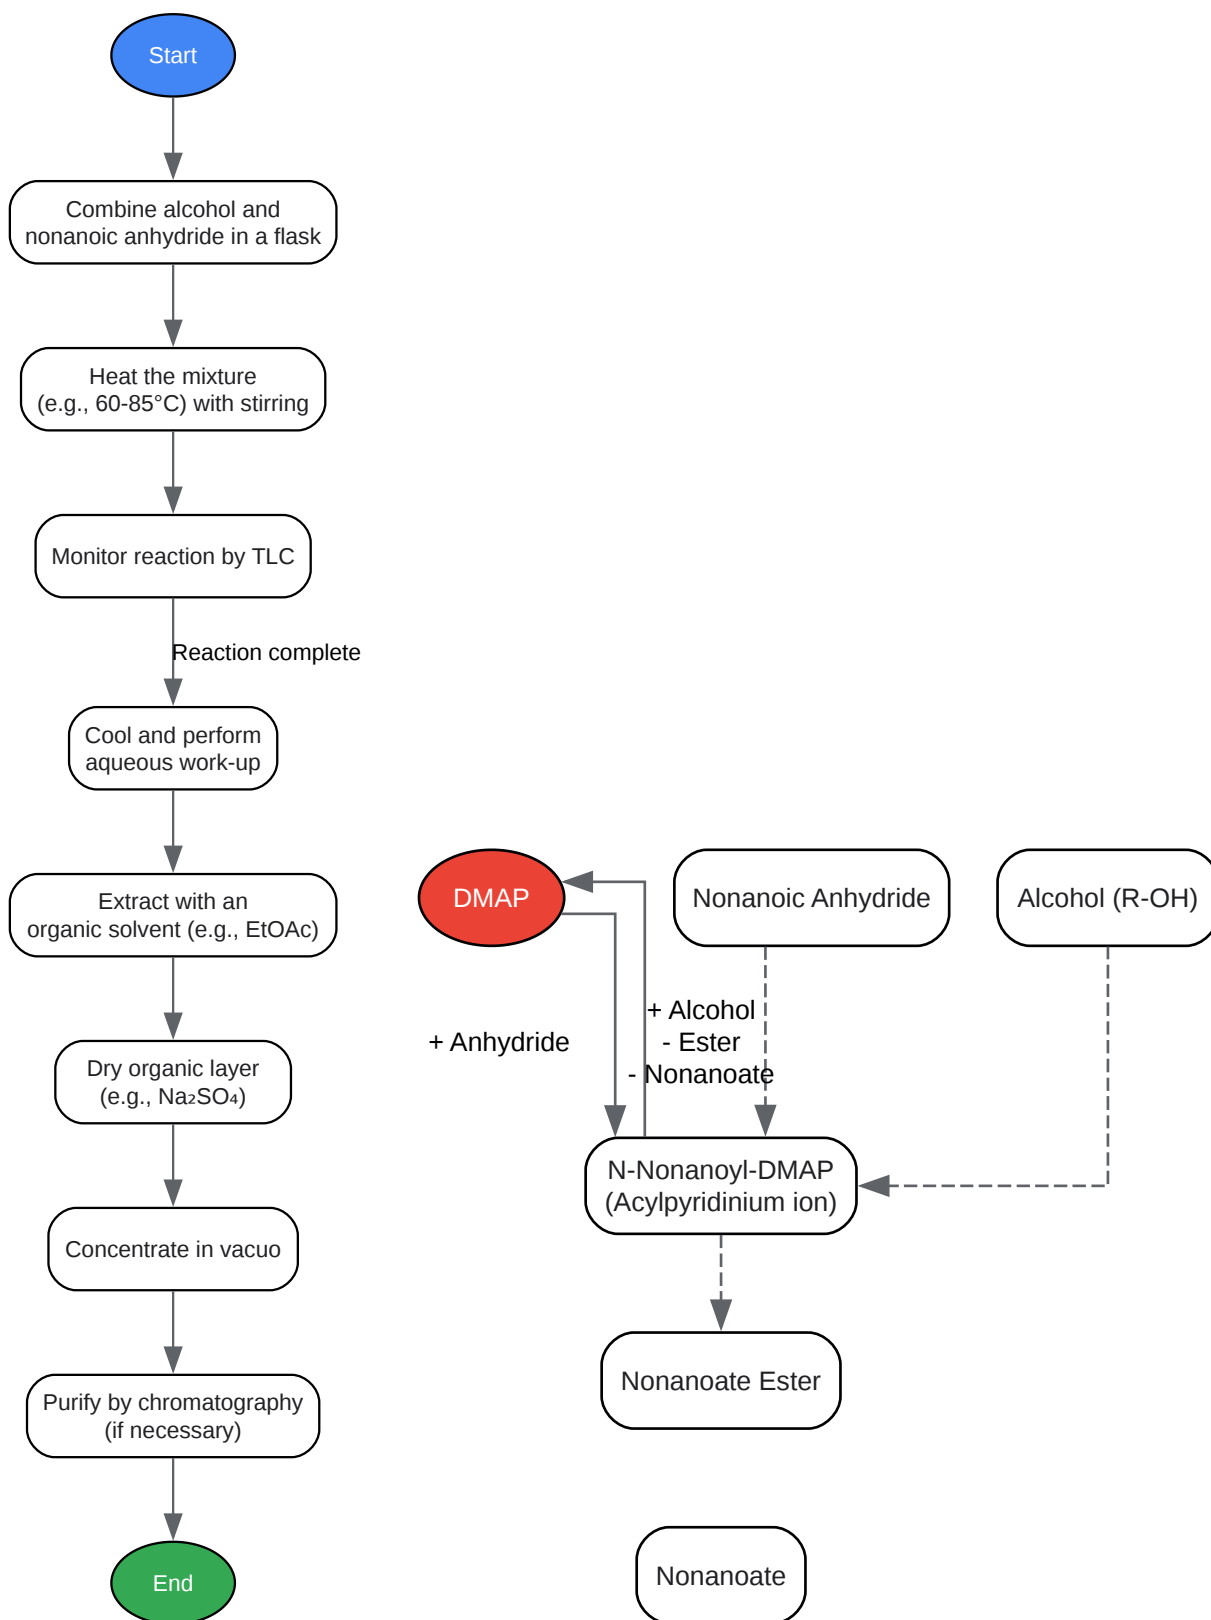 Start
Combine alcohol and
nonanoic anhydride in a flask
Heat the mixture
(e.g., 60-85°C) with stirring
Monitor reaction by TLC
Reaction complete
Cool and perform
aqueous work-up
Extract with an
organic solvent (e.g., EtOAc)
Dry organic layer
(e.g., Na₂SO₄)
Concentrate in vacuo
Purify by chromatography
(if necessary)
End
DMAP
Nonanoic Anhydride
Alcohol (R-OH)
+ Anhydride
+ Alcohol
- Ester
- Nonanoate
N-Nonanoyl-DMAP
(Acylpyridinium ion)
Nonanoate Ester
Nonanoate